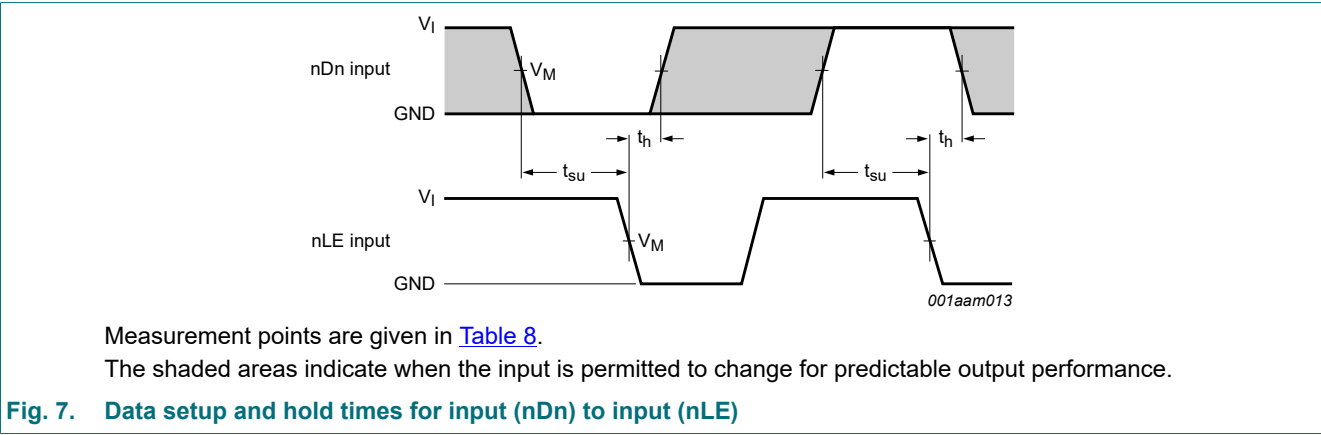 VI
nDn input
VM
GND
th
th
tsu
tsu
VI
nLE input
VM
GND
001aam013
Measurement points are given in Table 8.
The shaded areas indicate when the input is permitted to change for predictable output performance.
Fig. 7. Data setup and hold times for input (nDn) to input (nLE)